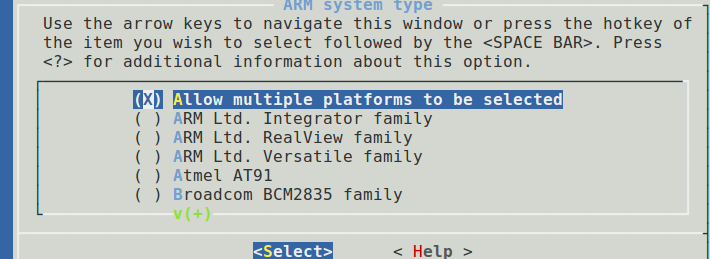 ARM system type
Use the arrow keys to navigate this window or press the hotkey of
the item you wish to select followed by the <SPACE BAR>. Press
<?> for additional information about this option.
(X) Allow multiple platforms to be selected
( ) ARM Ltd. Integrator family
( ) ARM Ltd. RealView family
( ) ARM Ltd. Versatile family
( ) Atmel AT91
( ) Broadcom BCM2835 family
v(+)
<Select> < Help >